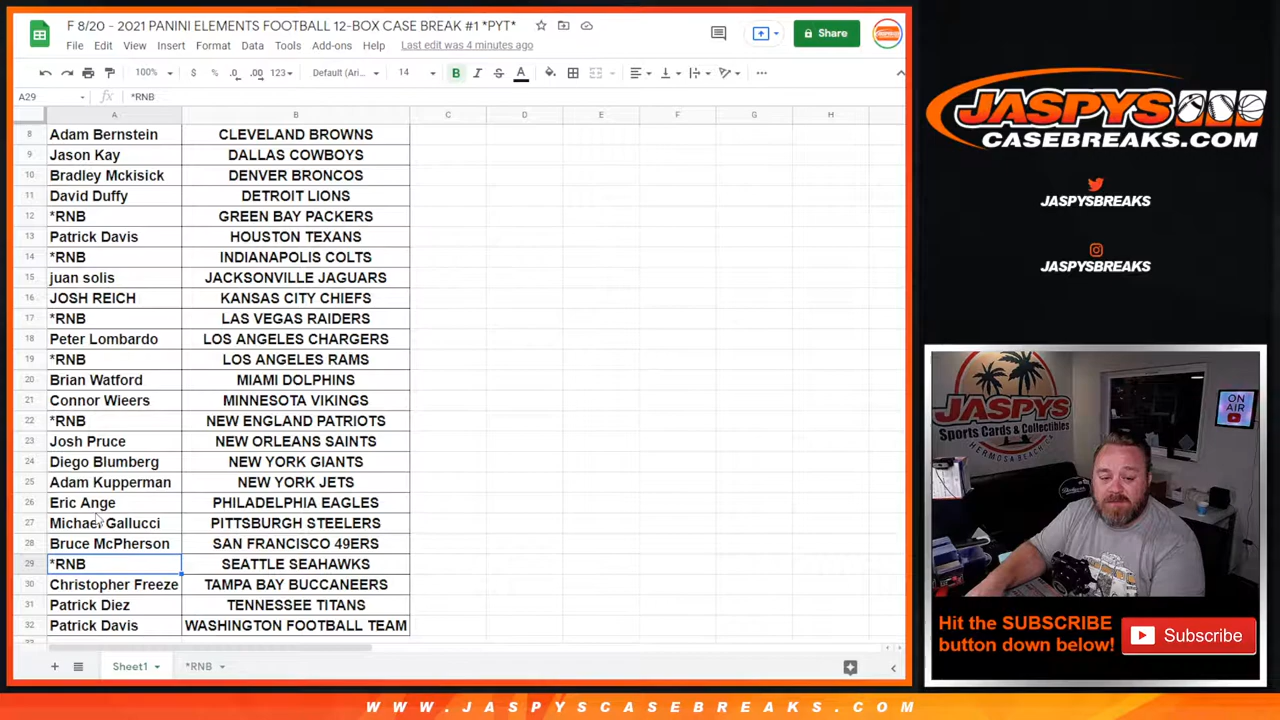 F 8/20 - 2021 PANINI ELEMENTS FOOTBALL 12-BOX CASE BREAK #1 *PYT*
Share
File Edit View Insert Format Data Tools Add-ons Help Last edit was 4 minutes ago
100% $ % .0 .00 123 Default (Ari... 14 B I S A
A29 fx *RNB
A B C D E F G H
8 Adam Bernstein CLEVELAND BROWNS
9 Jason Kay DALLAS COWBOYS
10 Bradley Mckisick DENVER BRONCOS
11 David Duffy DETROIT LIONS
12 *RNB GREEN BAY PACKERS
13 Patrick Davis HOUSTON TEXANS
14 *RNB INDIANAPOLIS COLTS
15 juan solis JACKSONVILLE JAGUARS
16 JOSH REICH KANSAS CITY CHIEFS
17 *RNB LAS VEGAS RAIDERS
18 Peter Lombardo LOS ANGELES CHARGERS
19 *RNB LOS ANGELES RAMS
20 Brian Watford MIAMI DOLPHINS
21 Connor Wieers MINNESOTA VIKINGS
22 *RNB NEW ENGLAND PATRIOTS
23 Josh Pruce NEW ORLEANS SAINTS
24 Diego Blumberg NEW YORK GIANTS
25 Adam Kupperman NEW YORK JETS
26 Eric Ange PHILADELPHIA EAGLES
27 Michael Gallucci PITTSBURGH STEELERS
28 Bruce McPherson SAN FRANCISCO 49ERS
29 *RNB SEATTLE SEAHAWKS
30 Christopher Freeze TAMPA BAY BUCCANEERS
31 Patrick Diez TENNESSEE TITANS
32 Patrick Davis WASHINGTON FOOTBALL TEAM
Sheet1 *RNB
JASPYS
CASEBREAKS.COM
JASPYSBREAKS
JASPYSBREAKS
JASPYS
Sports Cards & Collectibles
HERMOSA BEACH
ON
AIR
Hit the SUBSCRIBE
button down below!
Subscribe
WWW.JASPYSCASEBREAKS.COM